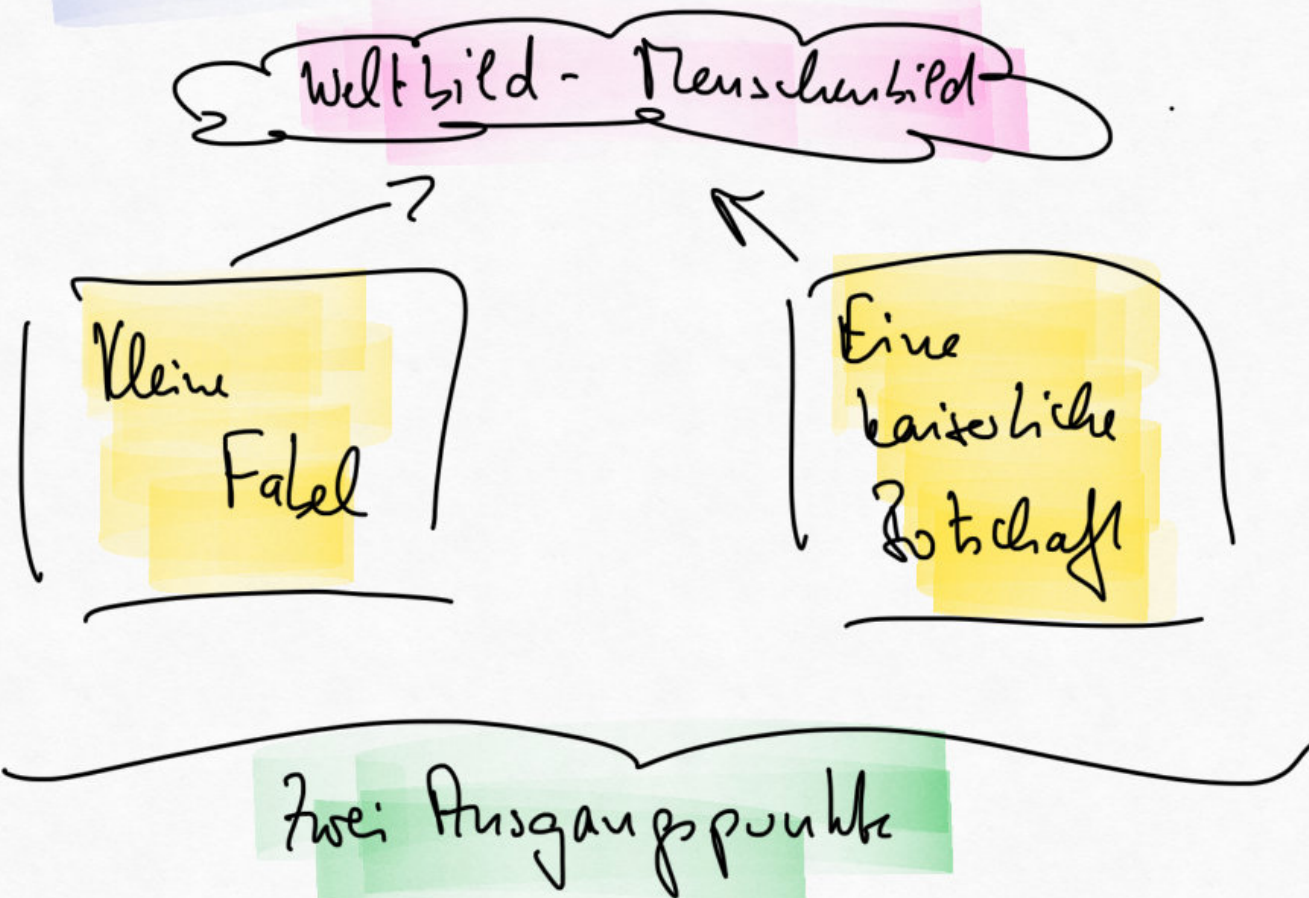 Weltbild - Menschenbild
Kleine
Fabel
Eine
kaiserliche
Botschaft
Zwei Ausgangspunkte